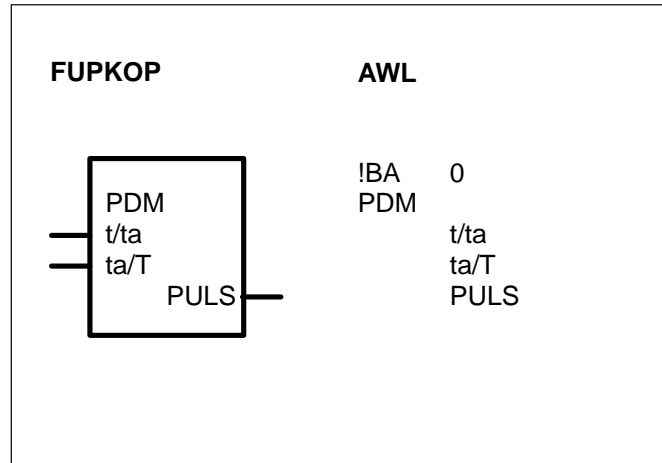 FUPKOP AWL
PDM
t/ta
ta/T
PULS
!BA 0
PDM
t/ta
ta/T
PULS